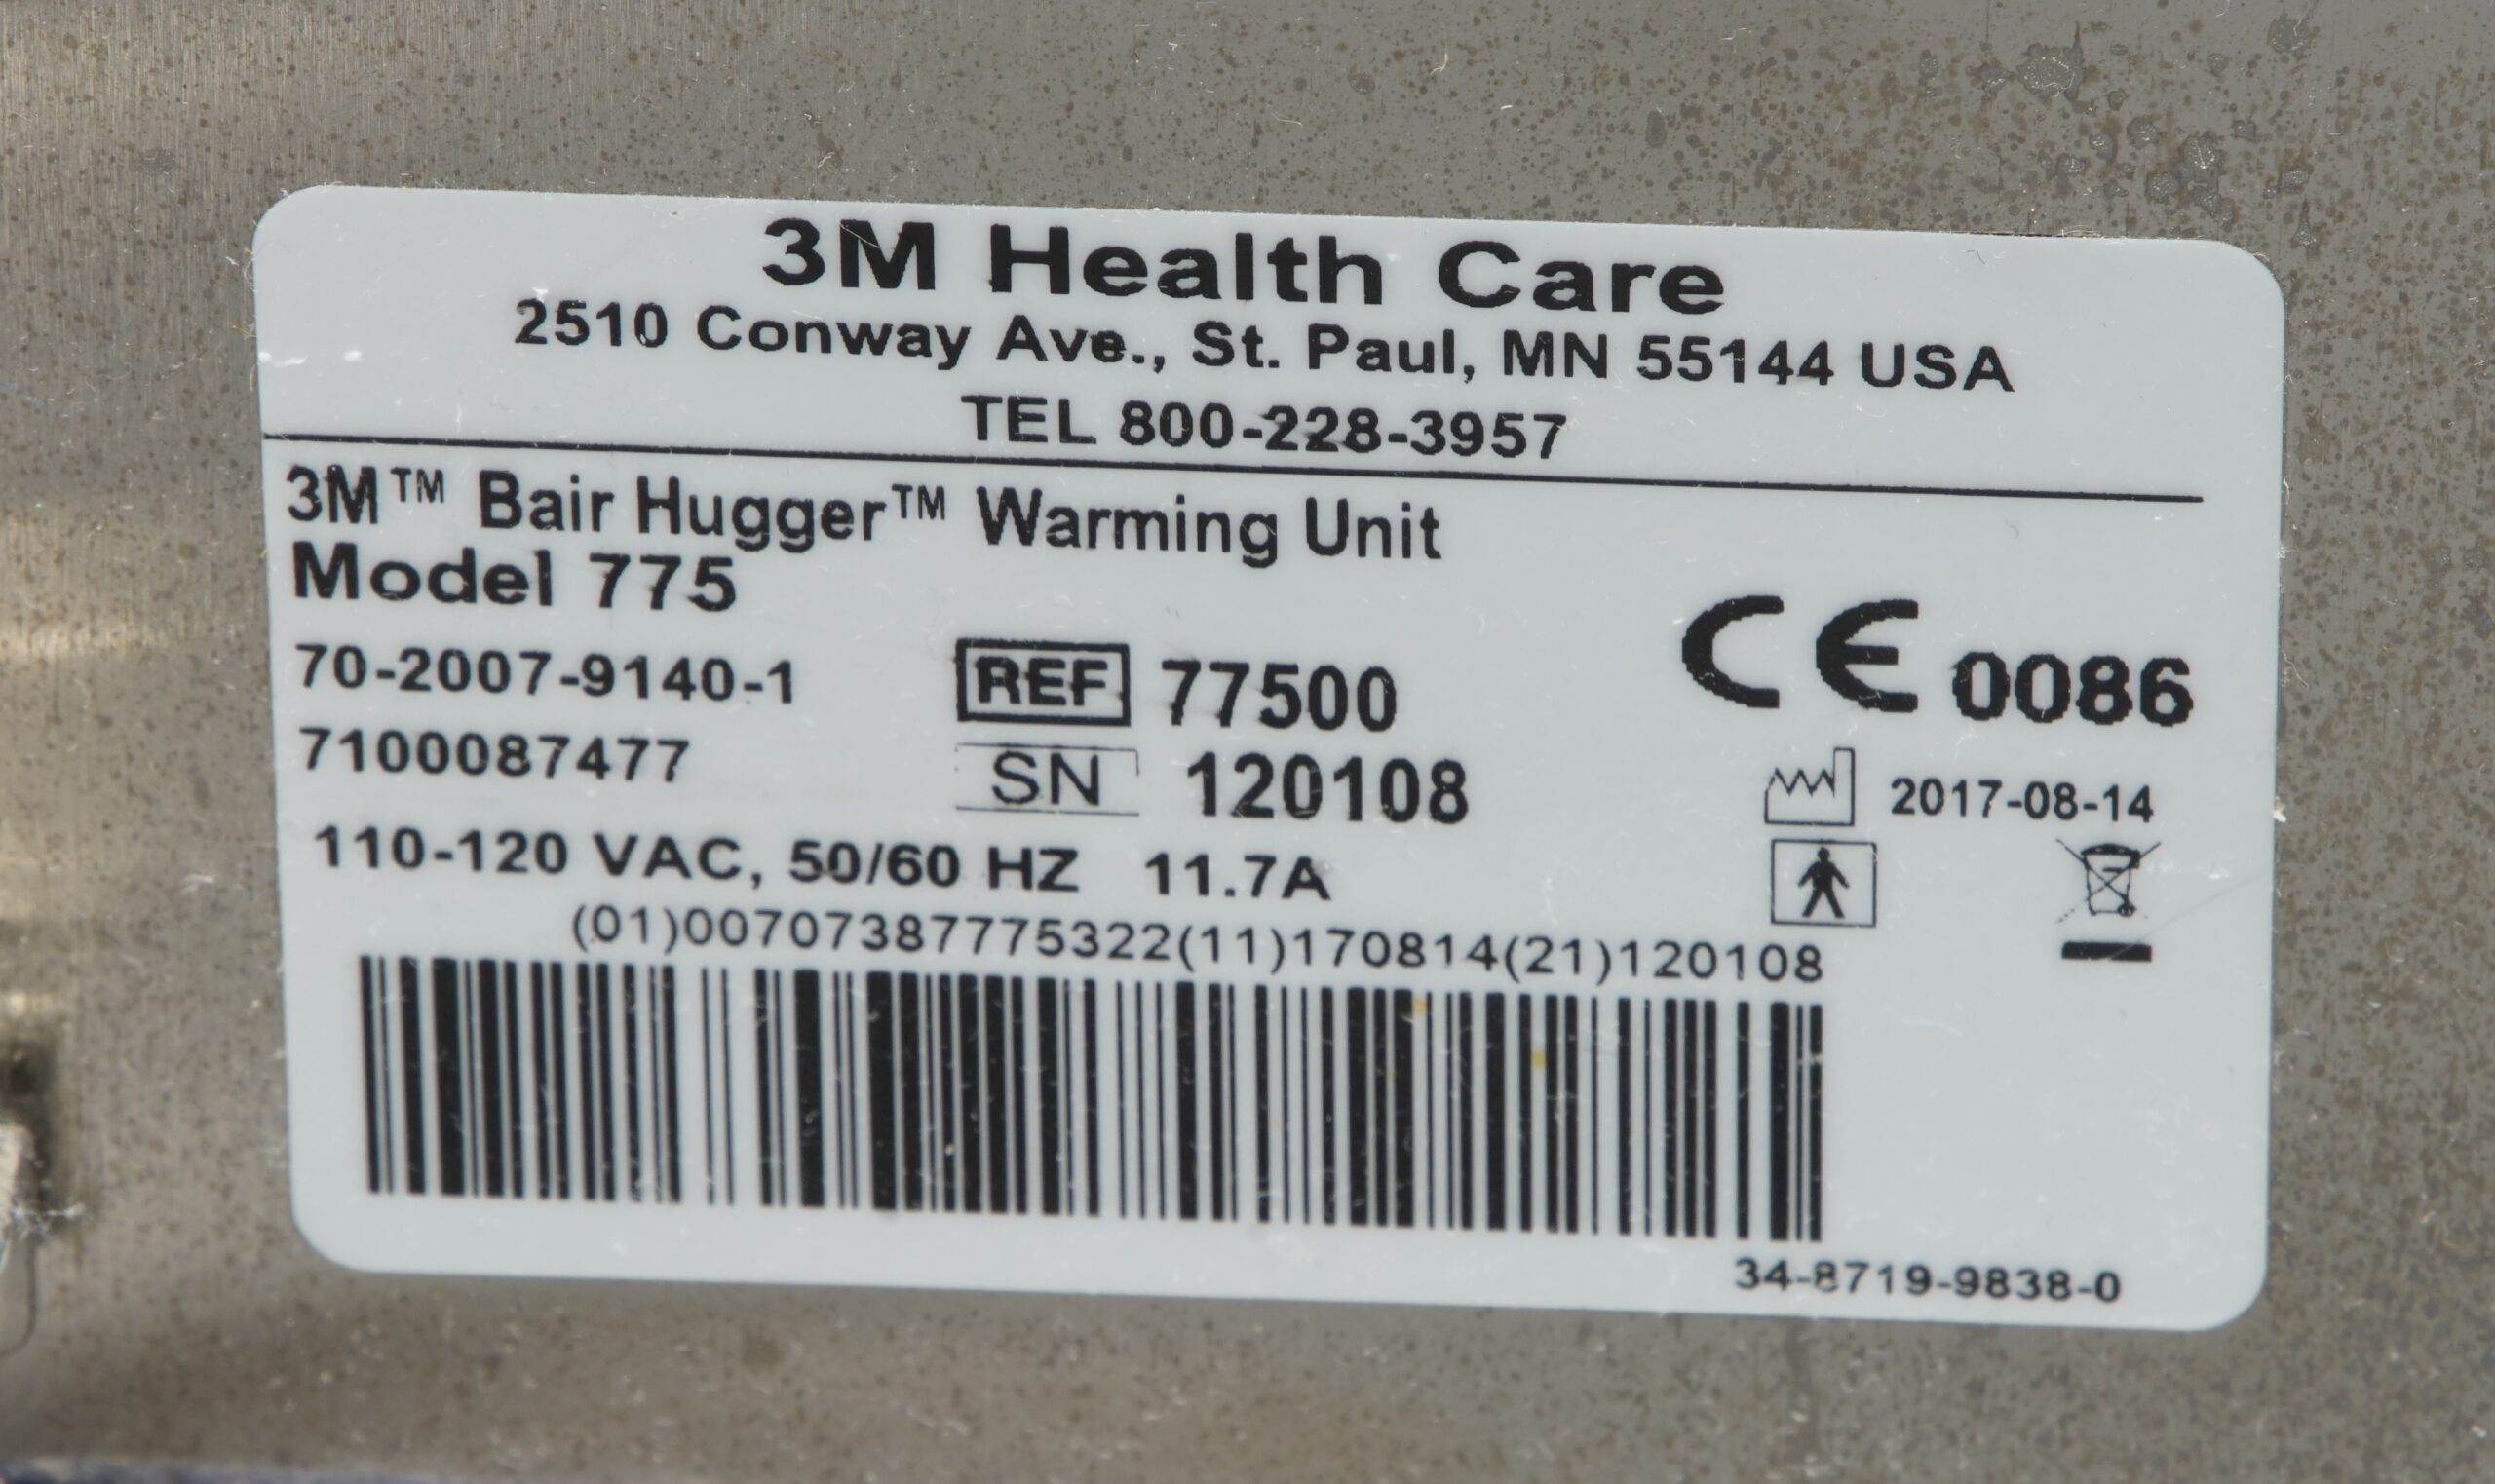 3M Health Care
2510 Conway Ave., St. Paul, MN 55144 USA
TEL 800-228-3957
3M™ Bair Hugger™ Warming Unit
Model 775
70-2007-9140-1 REF 77500 CE 0086
7100087477 SN 120108 2017-08-14
110-120 VAC, 50/60 HZ 11.7A
(01)00707387775322(11)170814(21)120108
34-8719-9838-0